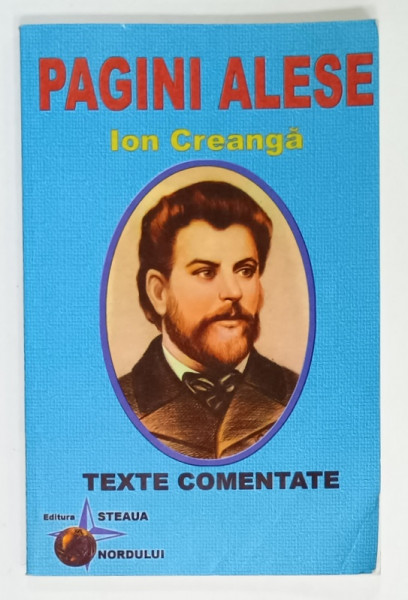 PAGINI ALESE
Ion Creangă
TEXTE COMENTATE
Editura STEAUA
NORDULUI